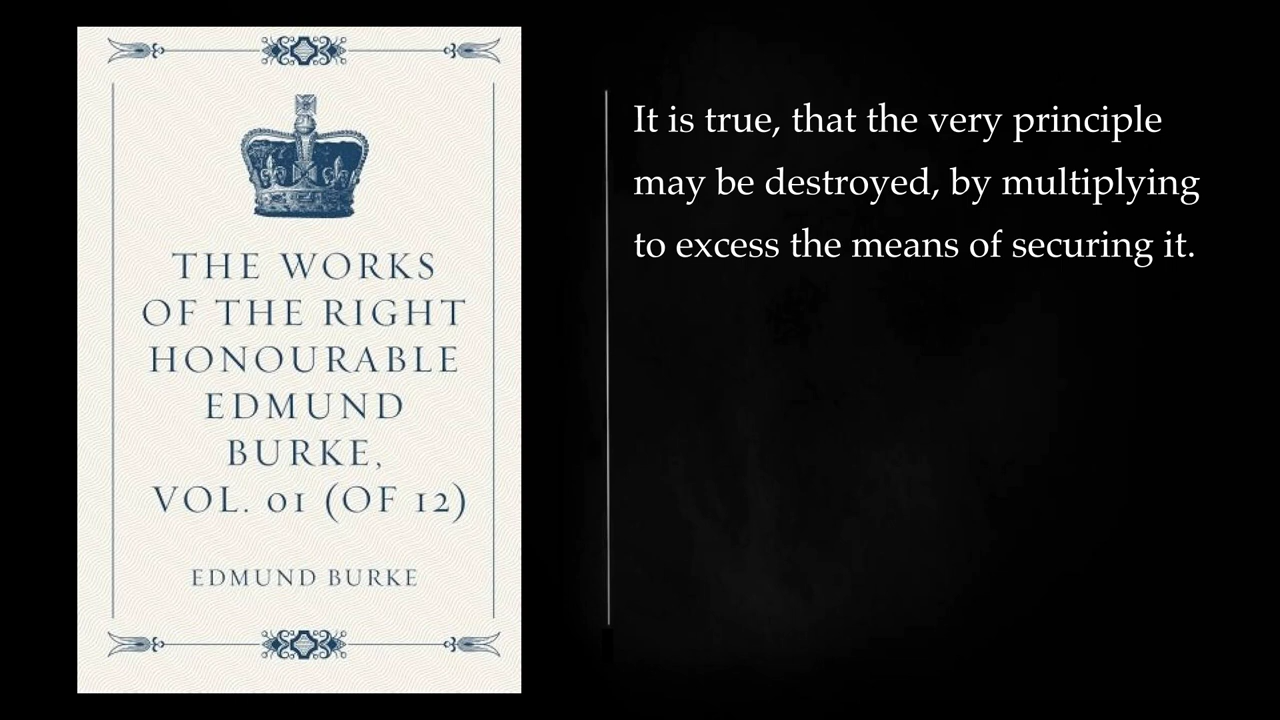 THE WORKS
OF THE RIGHT
HONOURABLE
EDMUND
BURKE,
VOL. 01 (OF 12)
EDMUND BURKE
It is true, that the very principle
may be destroyed, by multiplying
to excess the means of securing it.